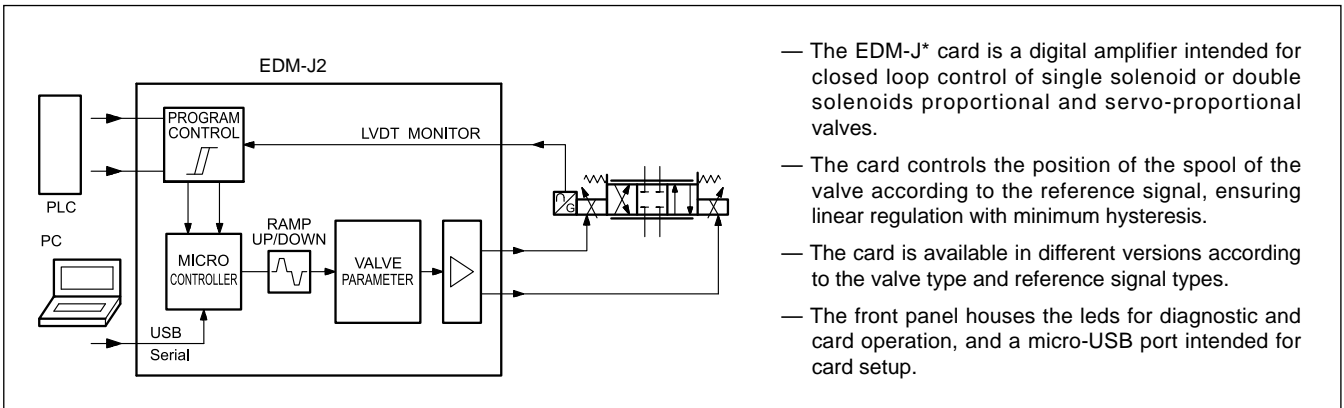 EDM-J2
PROGRAM
CONTROL
LVDT MONITOR
PLC
PC
MICRO
CONTROLLER
RAMP
UP/DOWN
VALVE
PARAMETER
USB
Serial
G
— The EDM-J* card is a digital amplifier intended for
closed loop control of single solenoid or double
solenoids proportional and servo-proportional
valves.
— The card controls the position of the spool of the
valve according to the reference signal, ensuring
linear regulation with minimum hysteresis.
— The card is available in different versions according
to the valve type and reference signal types.
— The front panel houses the leds for diagnostic and
card operation, and a micro-USB port intended for
card setup.